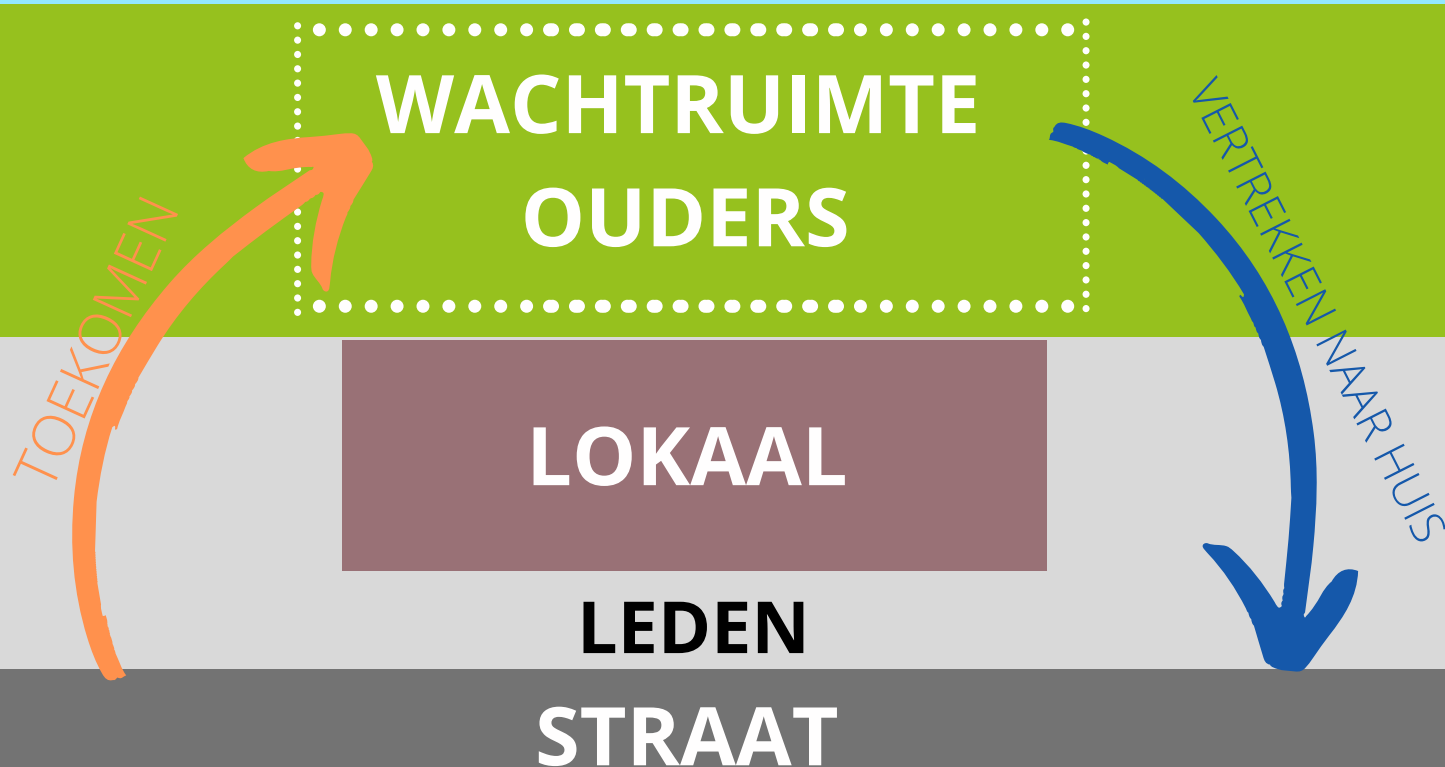 WACHTRUIMTE
OUDERS
TOEKOMEN
VERTREKKEN NAAR HUIS
LOKAAL
LEDEN
STRAAT